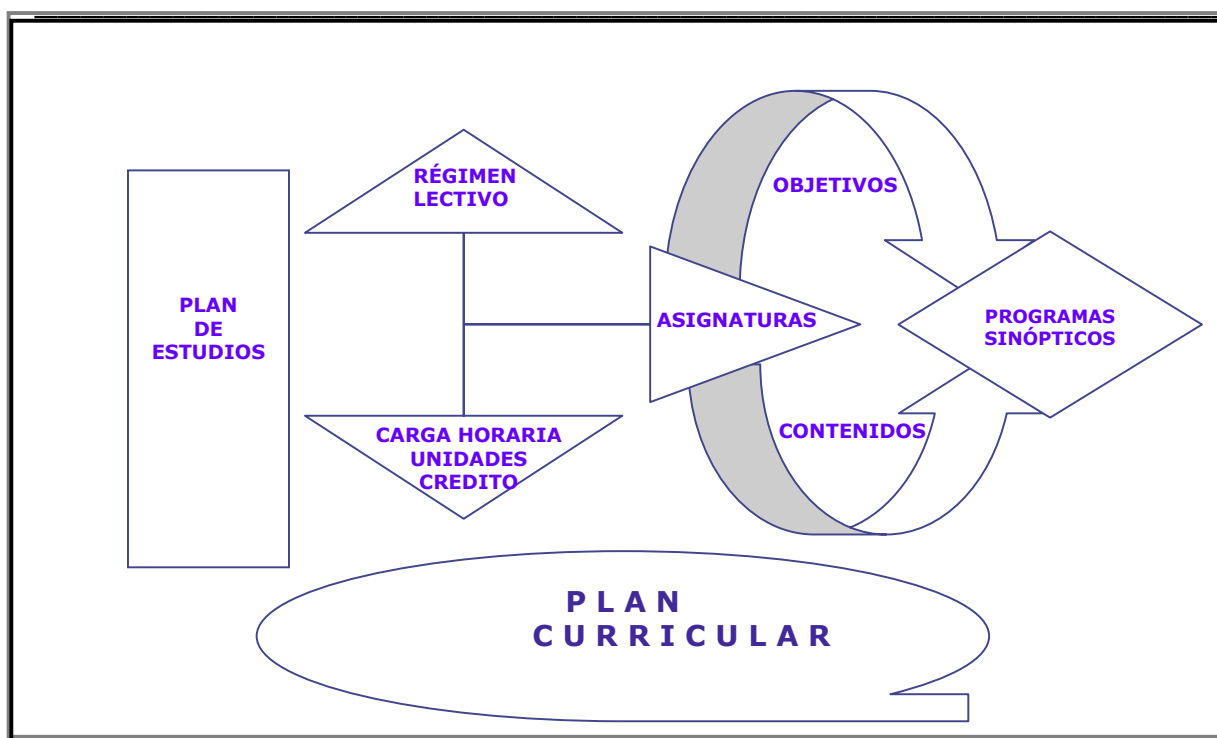 PLAN
DE
ESTUDIOS
RÉGIMEN
LECTIVO
CARGA HORARIA
UNIDADES
CREDITO
ASIGNATURAS
OBJETIVOS
CONTENIDOS
PROGRAMAS
SINÓPTICOS
P L A N
C U R R I C U L A R